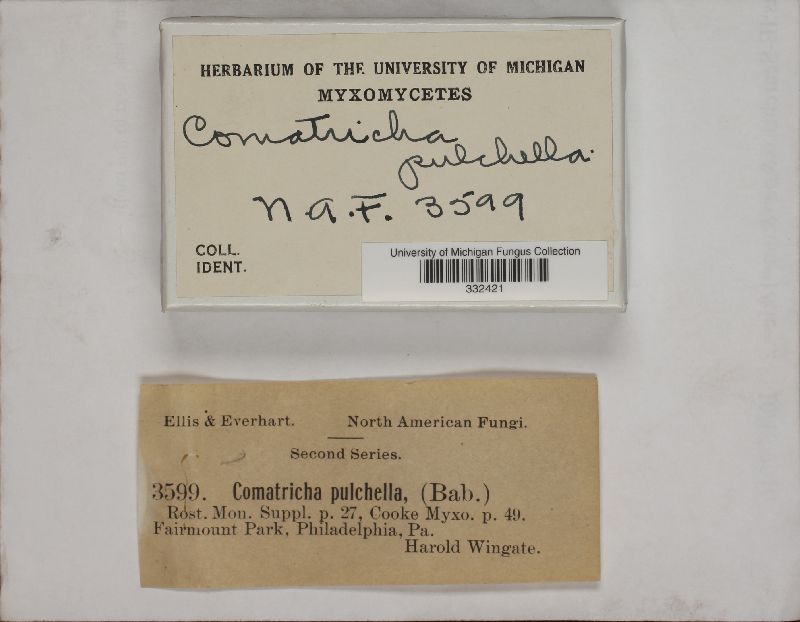 HERBARIUM OF THE UNIVERSITY OF MICHIGAN
MYXOMYCETES
Comatricha
pulchella.
N.A.F. 3599
COLL.
IDENT.
University of Michigan Fungus Collection
332421
Ellis & Everhart. North American Fungi.
Second Series.
3599. Comatricha pulchella, (Bab.)
Rost. Mon. Suppl. p. 27, Cooke Myxo. p. 49.
Fairmount Park, Philadelphia, Pa.
Harold Wingate.